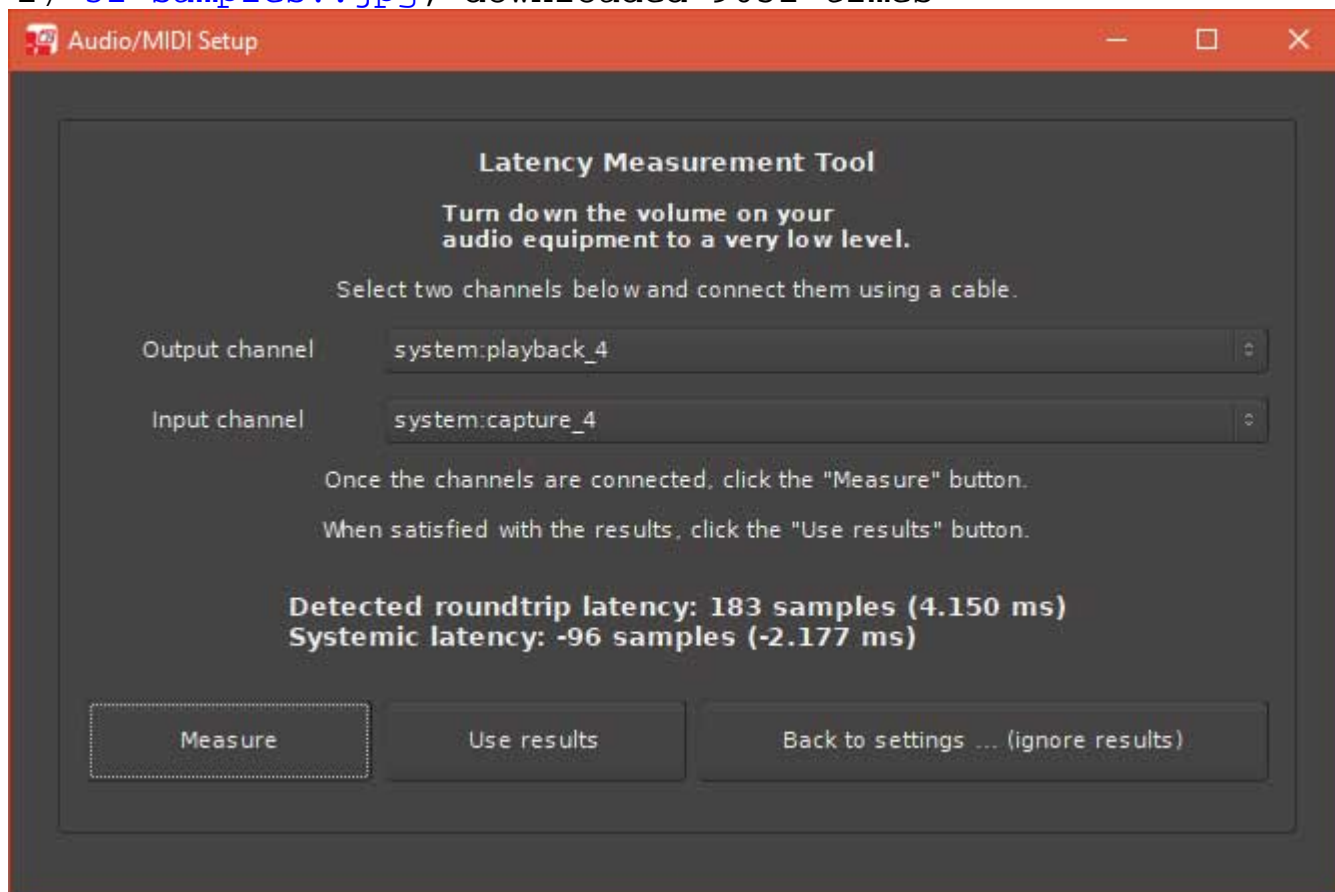 Audio/MIDI Setup
Latency Measurement Tool
Turn down the volume on your
audio equipment to a very low level.
Select two channels below and connect them using a cable.
Output channel system:playback_4
Input channel system:capture_4
Once the channels are connected, click the "Measure" button.
When satisfied with the results, click the "Use results" button.
Detected roundtrip latency: 183 samples (4.150 ms)
Systemic latency: -96 samples (-2.177 ms)
Measure Use results Back to settings ... (ignore results)